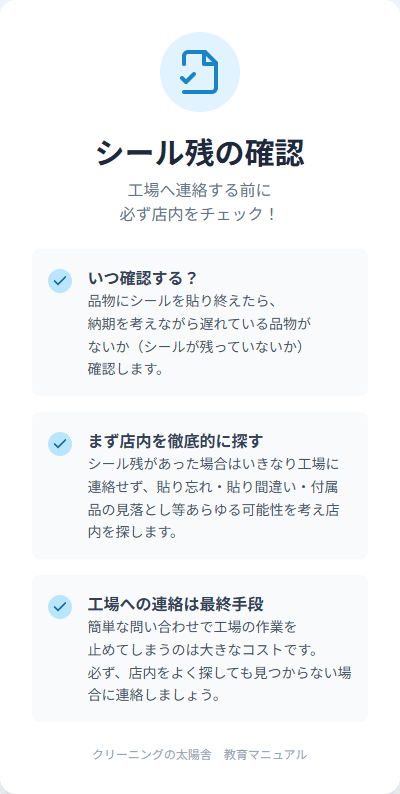 シール残の確認
工場へ連絡する前に
必ず店内をチェック！
いつ確認する？
品物にシールを貼り終えたら、
納期を考えながら遅れている品物が
ないか（シールが残っていないか）
確認します。
まず店内を徹底的に探す
シール残があった場合はいきなり工場に
連絡せず、貼り忘れ・貼り間違い・付属
品の見落とし等あらゆる可能性を考え店
内を探します。
工場への連絡は最終手段
簡単な問い合わせで工場の作業を
止めてしまうのは大きなコストです。
必ず、店内をよく探しても見つからない場
合に連絡しましょう。
クリーニングの太陽舎　教育マニュアル